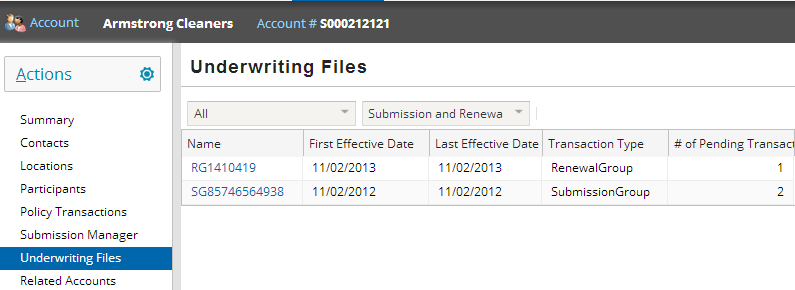 Account Armstrong Cleaners Account # S000212121
Actions
Underwriting Files
All Submission and Renewa
Name First Effective Date Last Effective Date Transaction Type # of Pending Transact
RG1410419 11/02/2013 11/02/2013 RenewalGroup 1
SG85746564938 11/02/2012 11/02/2012 SubmissionGroup 2
Summary
Contacts
Locations
Participants
Policy Transactions
Submission Manager
Underwriting Files
Related Accounts